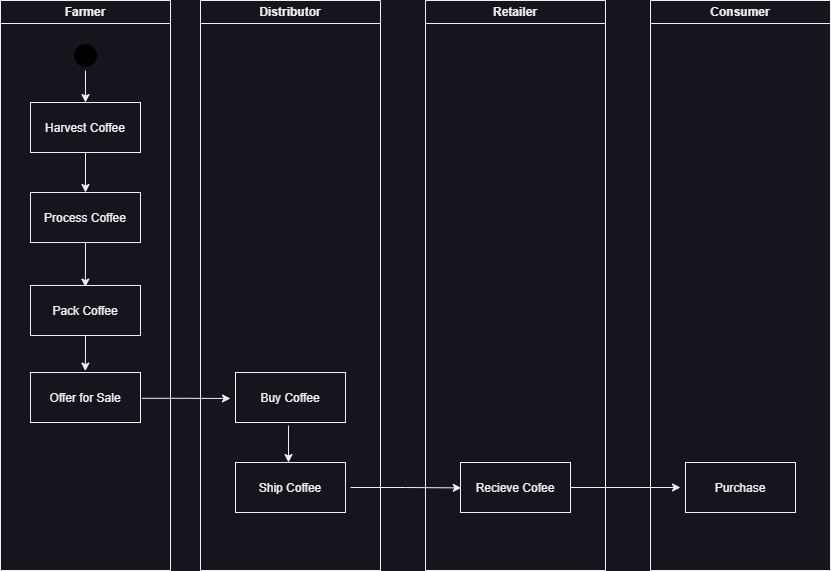 Farmer
Distributor
Retailer
Consumer
Harvest Coffee
Process Coffee
Pack Coffee
Offer for Sale
Buy Coffee
Ship Coffee
Recieve Cofee
Purchase